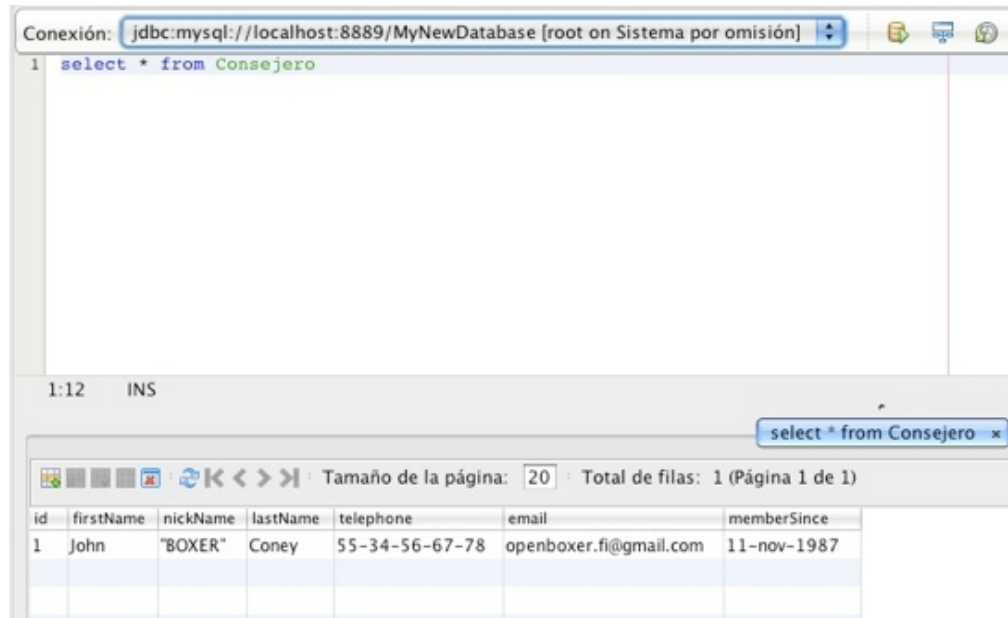 Conexión: jdbc:mysql://localhost:8889/MyNewDatabase [root on Sistema por omisión]
1 select * from Consejero
1:12 INS
select * from Consejero ×
Tamaño de la página: 20 Total de filas: 1 (Página 1 de 1)
id firstName nickName lastName telephone email memberSince
1 John "BOXER" Coney 55-34-56-67-78 openboxer.fi@gmail.com 11-nov-1987